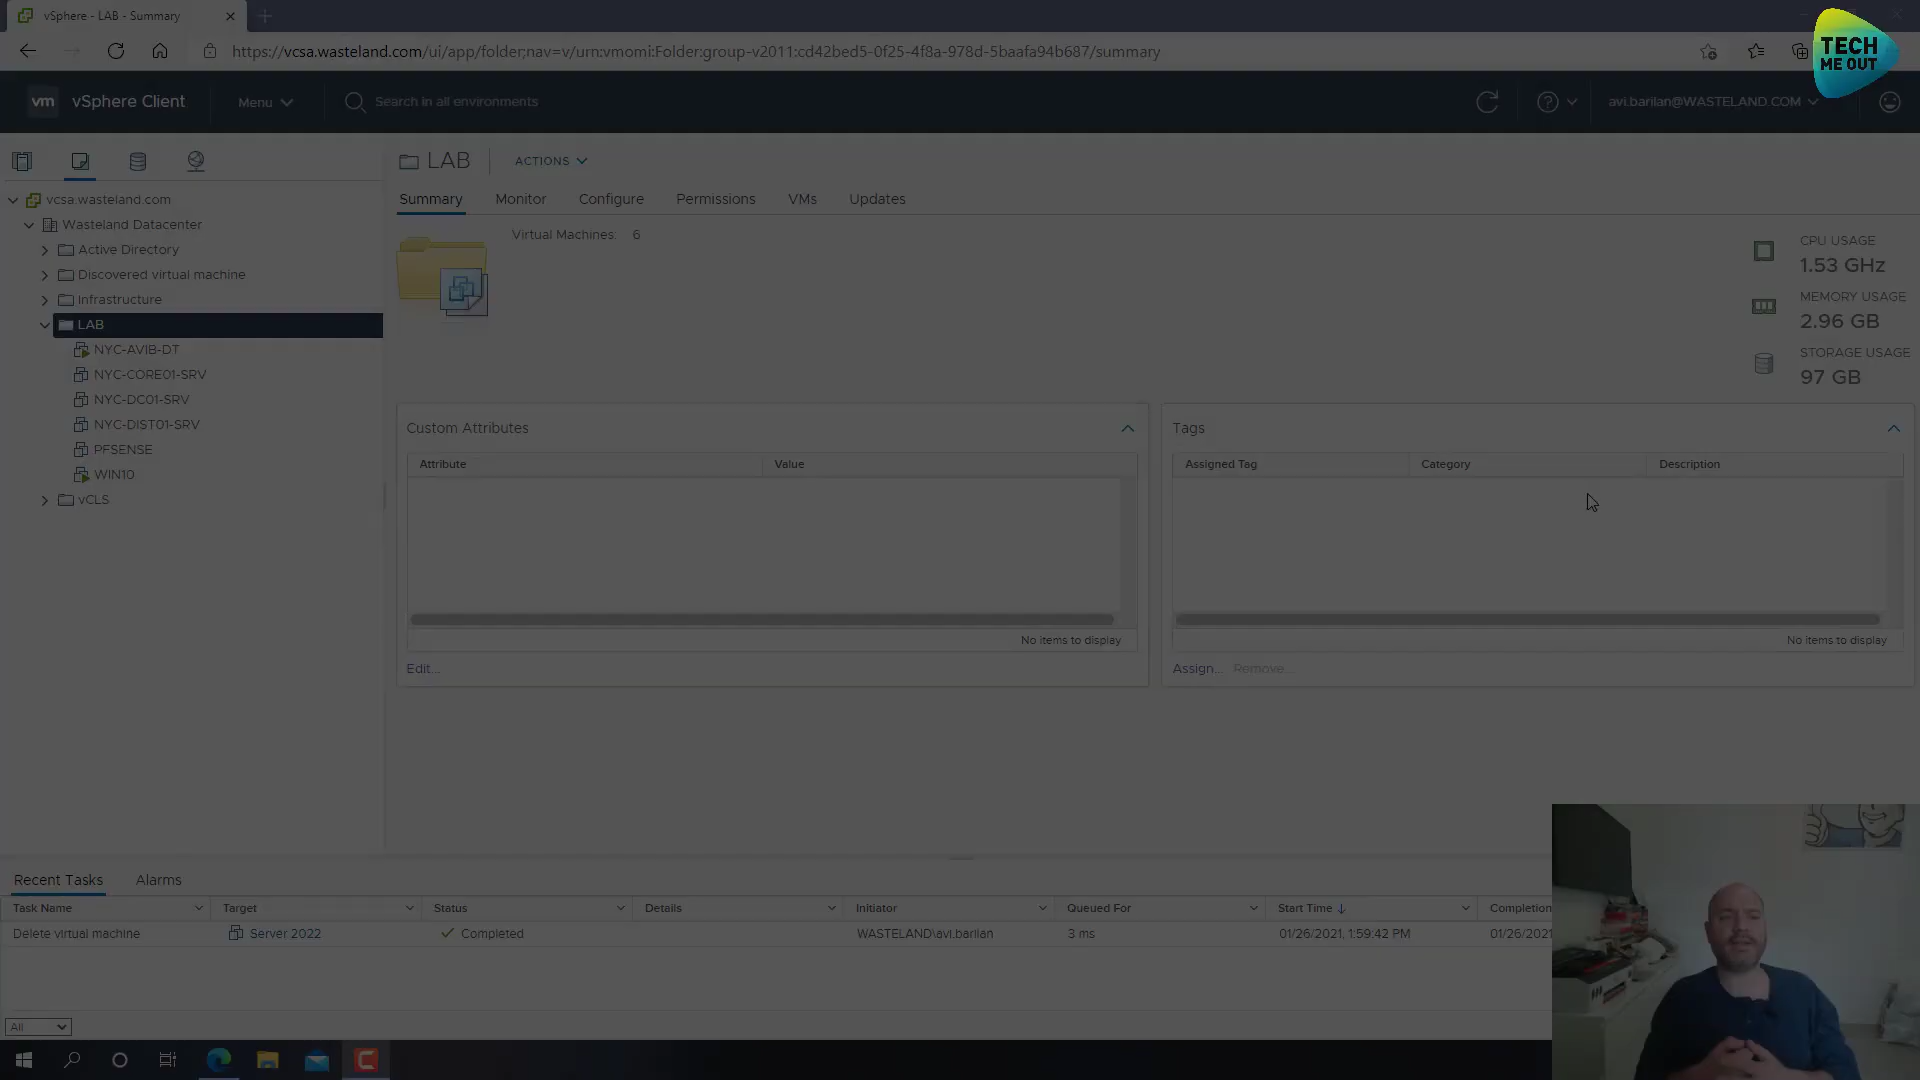 vSphere - LAB - Summary
https://vcsa.wasteland.com/ui/app/folder;nav=v/urn:vmomi:Folder:group-v2011:cd42bed5-0f25-4f8a-978d-5baafa94b687/summary
TECH
ME OUT
vm vSphere Client Menu Search in all environments avi.barilan@WASTELAND.COM
LAB ACTIONS
Summary Monitor Configure Permissions VMs Updates
vcsa.wasteland.com
Wasteland Datacenter
Active Directory
Discovered virtual machine
Infrastructure
LAB
NYC-AVIB-DT
NYC-CORE01-SRV
NYC-DC01-SRV
NYC-DIST01-SRV
PFSENSE
WIN10
vCLS
Virtual Machines: 6
CPU USAGE
1.53 GHz
MEMORY USAGE
2.96 GB
STORAGE USAGE
97 GB
Custom Attributes
Attribute Value
No items to display
Edit...
Tags
Assigned Tag Category Description
No items to display
Assign... Remove...
Recent Tasks Alarms
Task Name Target Status Details Initiator Queued For Start Time Completion
Delete virtual machine Server 2022 Completed WASTELAND\avi.barilan 3 ms 01/26/2021, 1:59:42 PM 01/26/2021
All